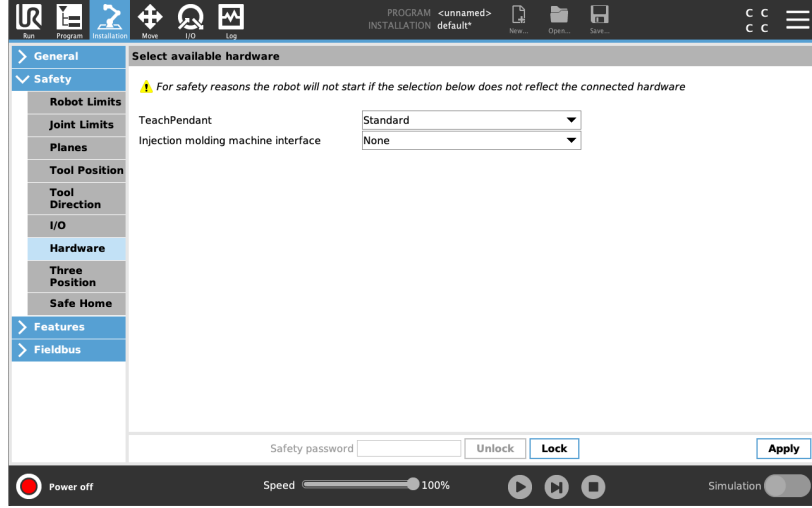 UR
PROGRAM <unnamed>
INSTALLATION default*
Run Program Installation Move I/O Log New... Open... Save...
C C
C C
General
Select available hardware
Safety
For safety reasons the robot will not start if the selection below does not reflect the connected hardware
Robot Limits
TeachPendant Standard
Joint Limits
Injection molding machine interface None
Planes
Tool Position
Tool
Direction
I/O
Hardware
Three
Position
Safe Home
Features
Fieldbus
Safety password Unlock Lock Apply
Power off Speed 100% Simulation